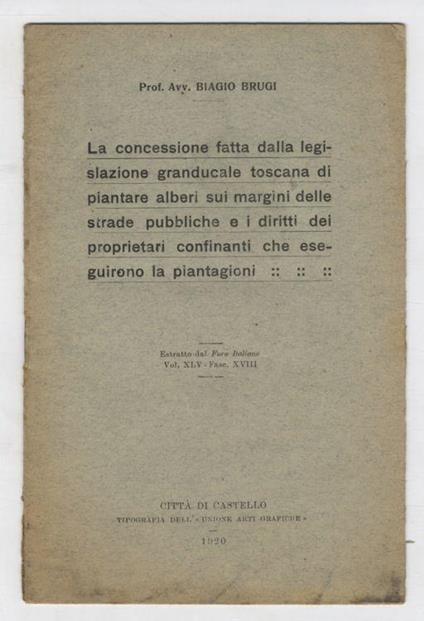 Prof. Avv. BIAGIO BRUGI
La concessione fatta dalla legi-
slazione granducale toscana di
piantare alberi sui margini delle
strade pubbliche e i diritti dei
proprietari confinanti che ese-
guirono la piantagioni :: :: ::
Estratto dal Foro Italiano
Vol. XLV - Fasc. XVIII
CITTÀ DI CASTELLO
TIPOGRAFIA DELL'« UNIONE ARTI GRAFICHE »
1920